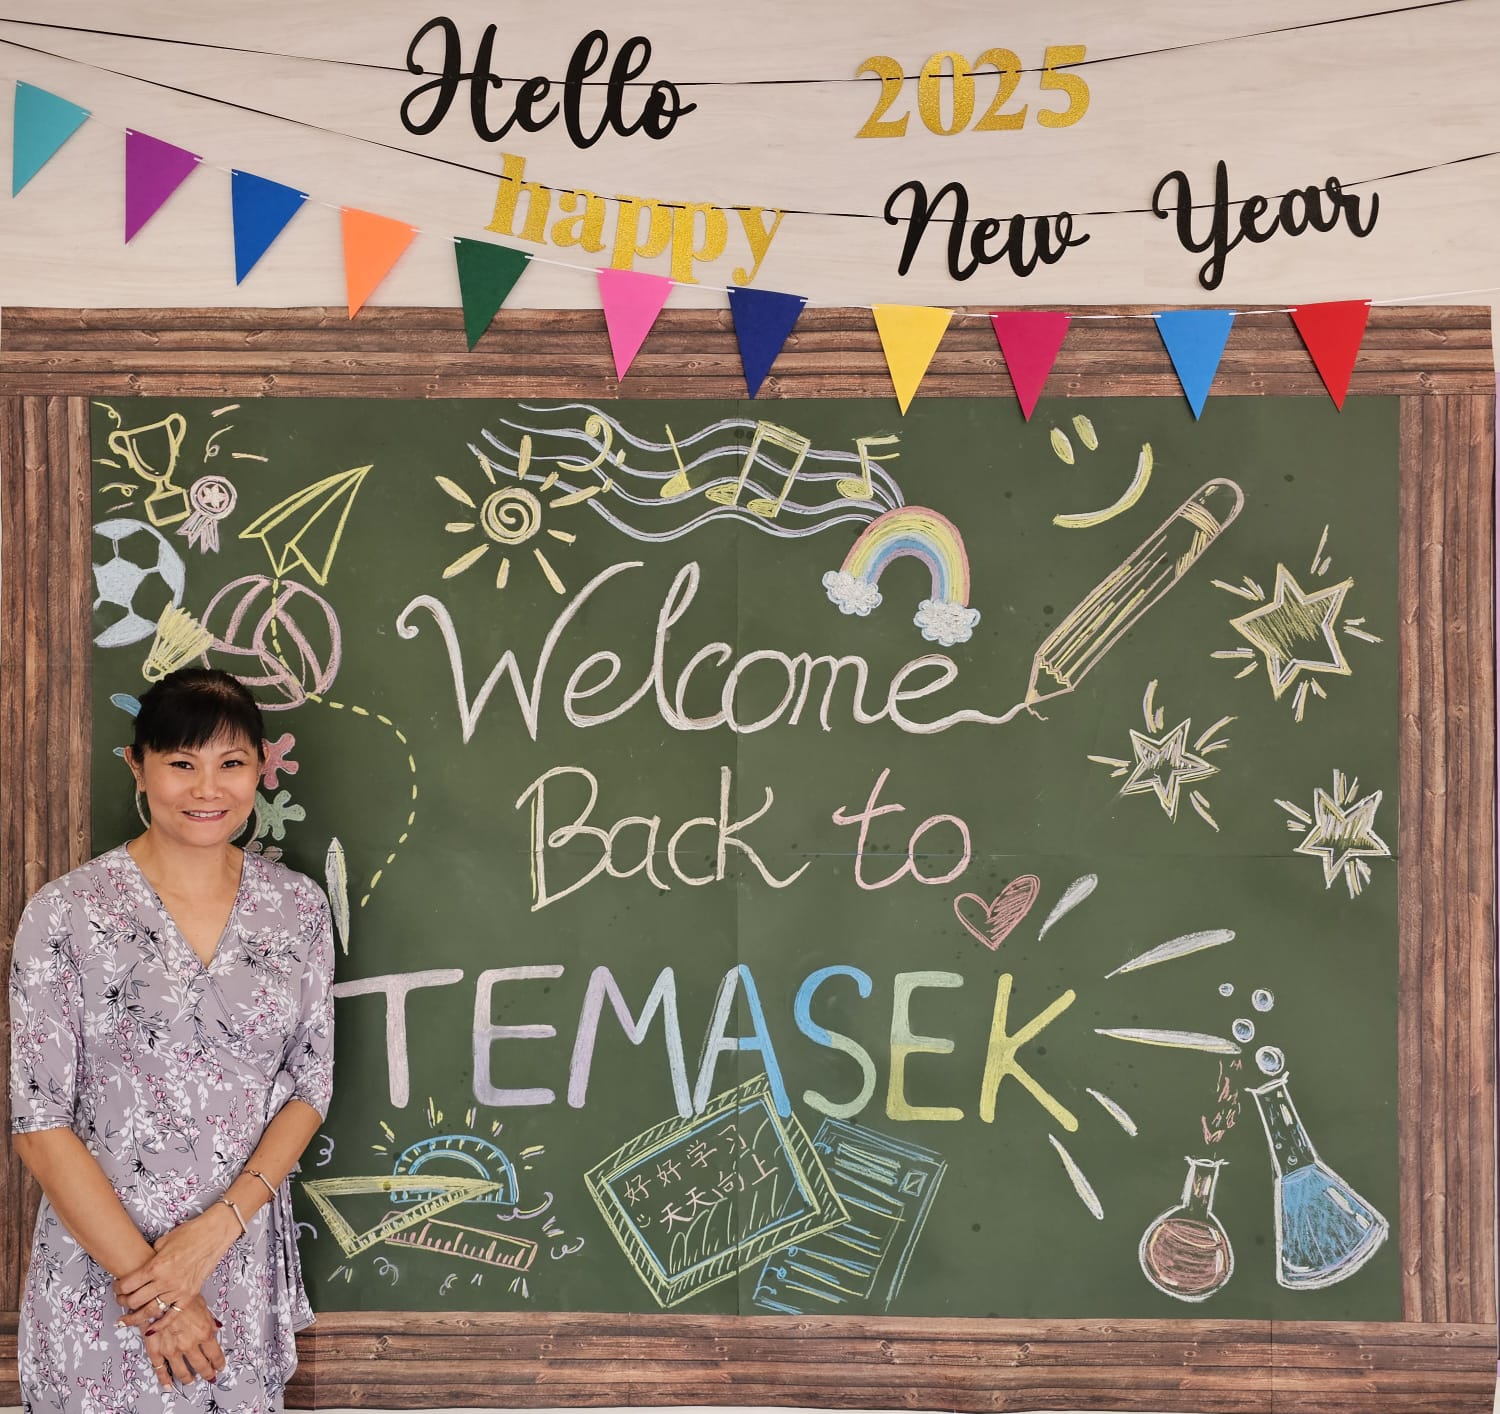 Hello 2025
happy New Year
Welcome
Back to
TEMASEK
好好学习
天天向上